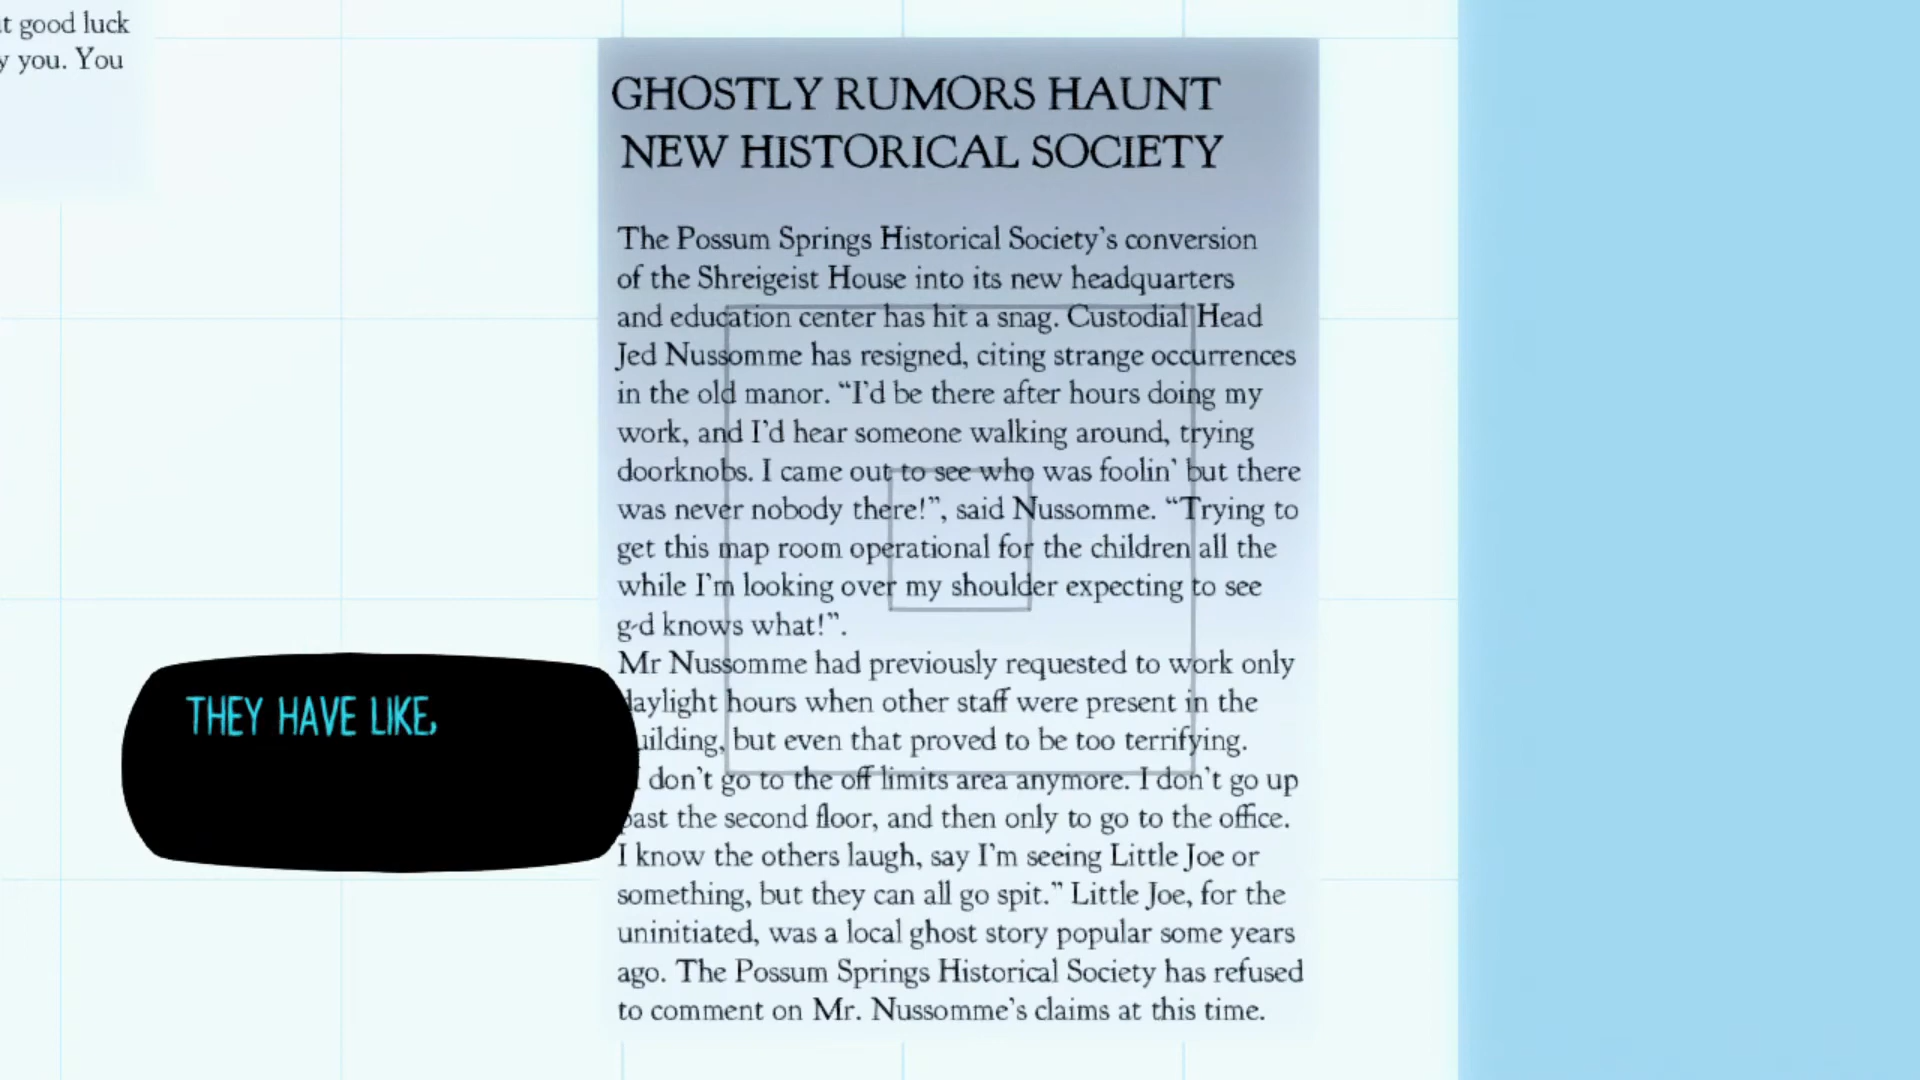 t good luck
y you. You
GHOSTLY RUMORS HAUNT
NEW HISTORICAL SOCIETY
The Possum Springs Historical Society's conversion
of the Shreigeist House into its new headquarters
and education center has hit a snag. Custodial Head
Jed Nussomme has resigned, citing strange occurrences
in the old manor. “I'd be there after hours doing my
work, and I'd hear someone walking around, trying
doorknobs. I came out to see who was foolin' but there
was never nobody there!”, said Nussomme. “Trying to
get this map room operational for the children all the
while I'm looking over my shoulder expecting to see
g-d knows what!”.
Mr Nussomme had previously requested to work only
aylight hours when other staff were present in the
uilding, but even that proved to be too terrifying.
don't go to the off limits area anymore. I don't go up
past the second floor, and then only to go to the office.
I know the others laugh, say I'm seeing Little Joe or
something, but they can all go spit.” Little Joe, for the
uninitiated, was a local ghost story popular some years
ago. The Possum Springs Historical Society has refused
to comment on Mr. Nussomme's claims at this time.
THEY HAVE LIKE,